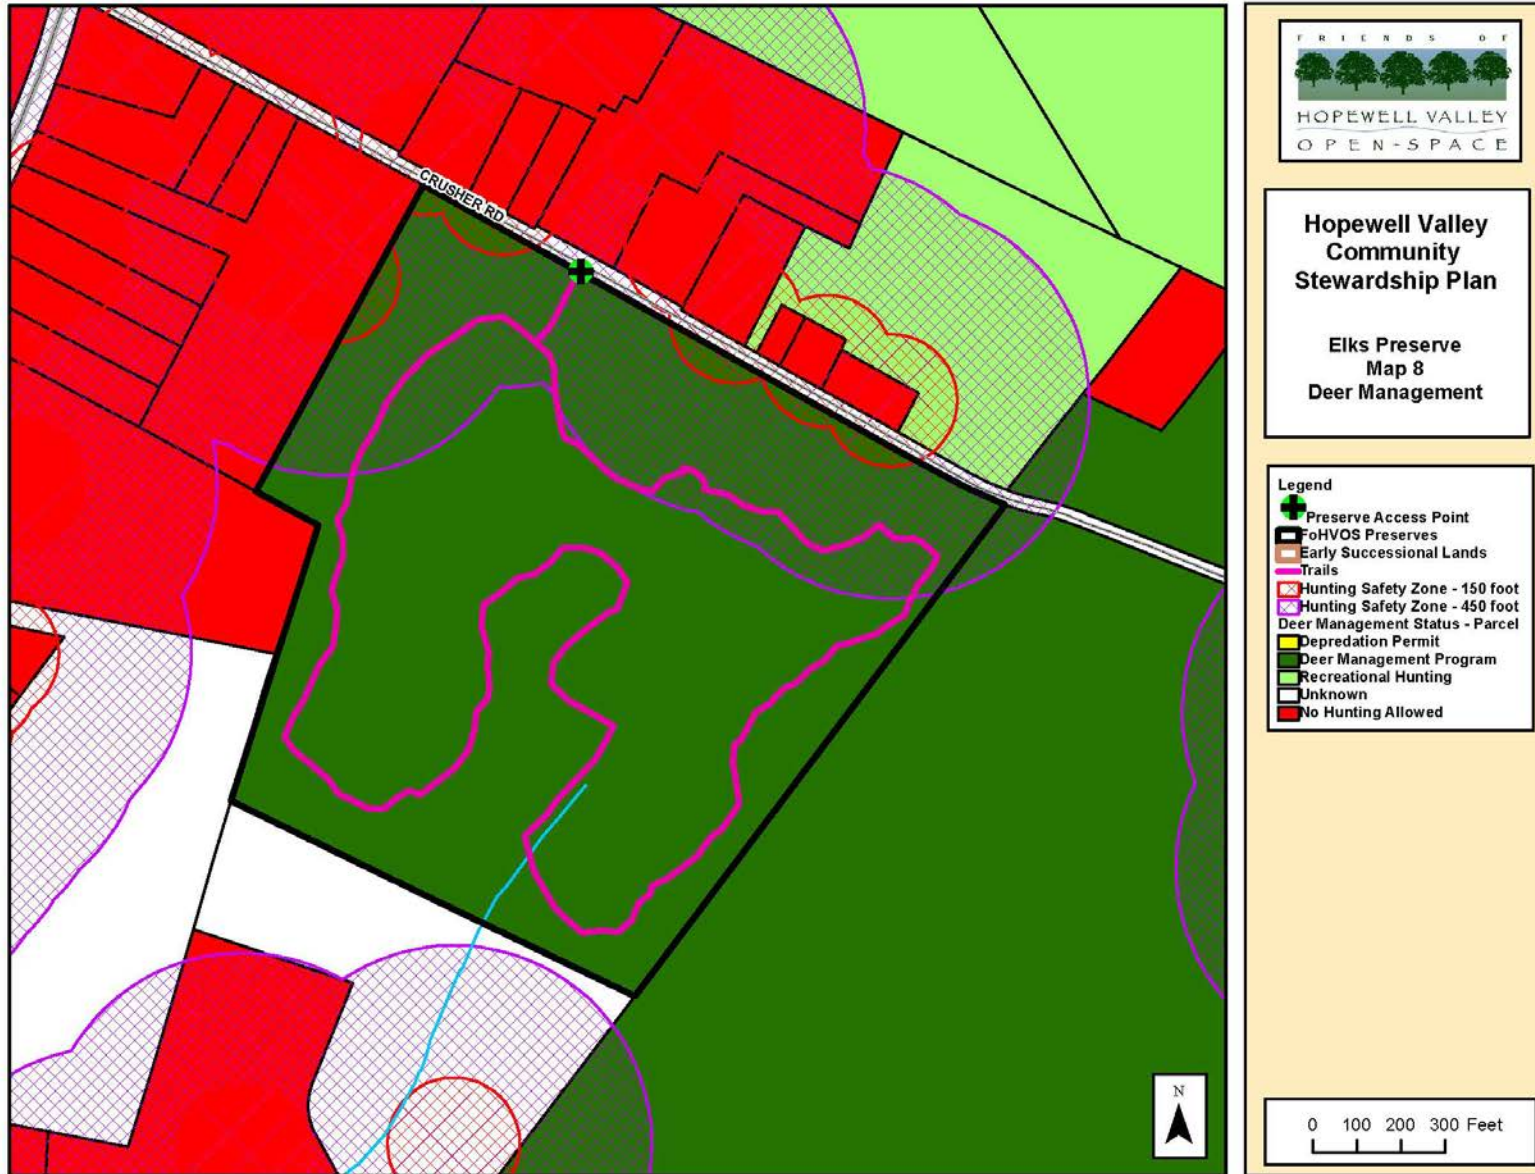 CRUSHER RD
N
FRIENDS OF
HOPEWELL VALLEY
OPEN-SPACE
Hopewell Valley
Community
Stewardship Plan
Elks Preserve
Map 8
Deer Management
Legend
Preserve Access Point
FoHVOS Preserves
Early Successional Lands
Trails
Hunting Safety Zone - 150 foot
Hunting Safety Zone - 450 foot
Deer Management Status - Parcel
Depredation Permit
Deer Management Program
Recreational Hunting
Unknown
No Hunting Allowed
0 100 200 300 Feet